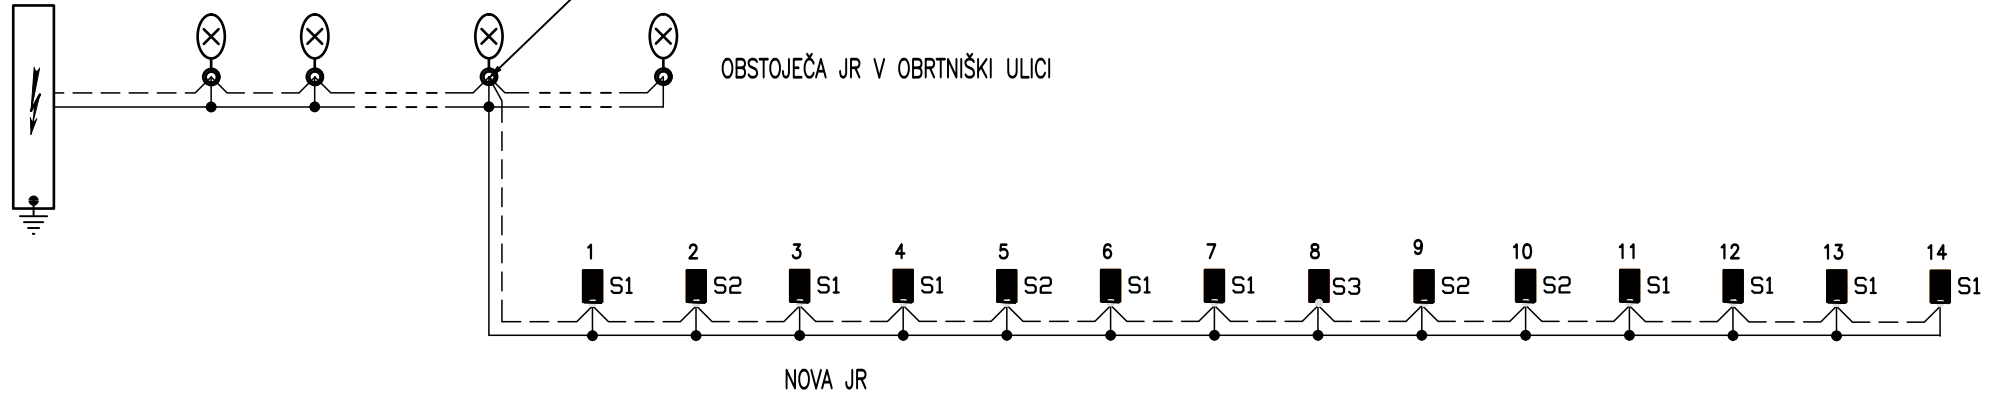 OBSTOJEČA JR V OBRTNIŠKI ULICI
1 2 3 4 5 6 7 8 9 10 11 12 13 14
S1 S2 S1 S1 S2 S1 S1 S3 S2 S2 S1 S1 S1 S1
NOVA JR